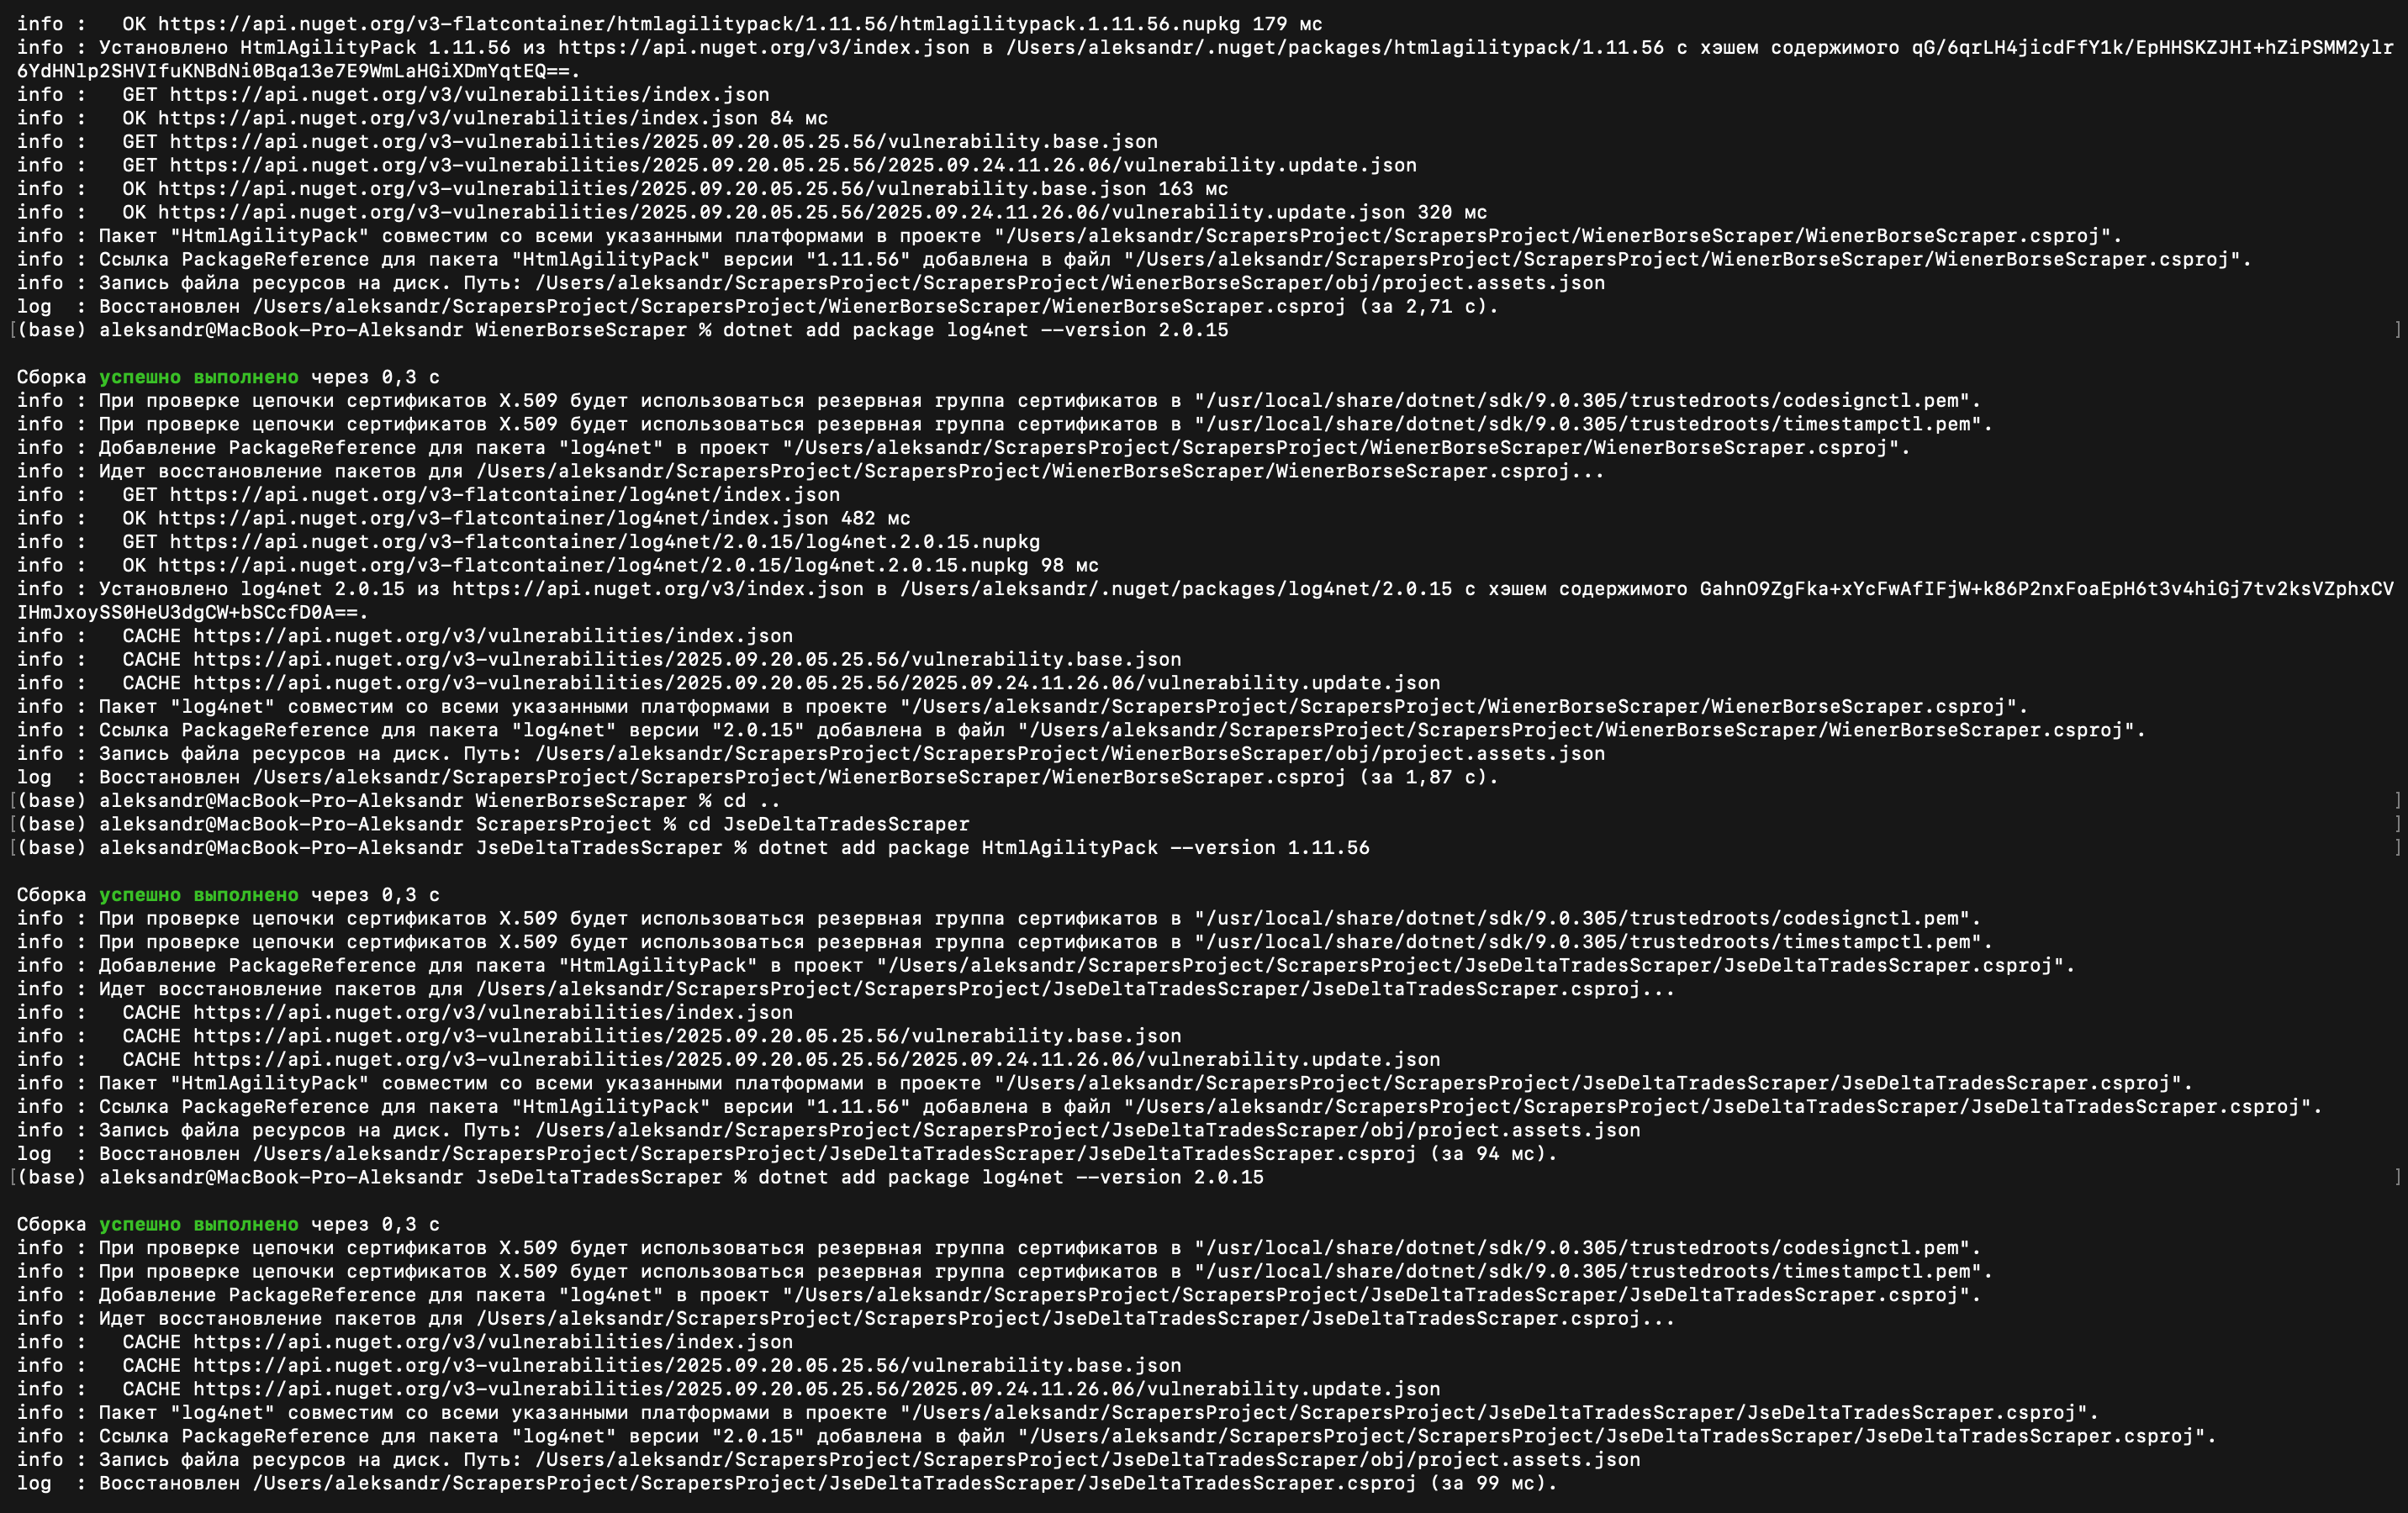 info :   OK https://api.nuget.org/v3-flatcontainer/htmlagilitypack/1.11.56/htmlagilitypack.1.11.56.nupkg 179 мс
info : Установлено HtmlAgilityPack 1.11.56 из https://api.nuget.org/v3/index.json в /Users/aleksandr/.nuget/packages/htmlagilitypack/1.11.56 с хэшем содержимого qG/6qrLH4jicdFfY1k/EpHHSKZJHI+hZiPSMM2ylr
6YdHNlp2SHVIfuKNBdNi0Bqa13e7E9WmLaHGiXDmYqtEQ==.
info :   GET https://api.nuget.org/v3/vulnerabilities/index.json
info :   OK https://api.nuget.org/v3/vulnerabilities/index.json 84 мс
info :   GET https://api.nuget.org/v3-vulnerabilities/2025.09.20.05.25.56/vulnerability.base.json
info :   GET https://api.nuget.org/v3-vulnerabilities/2025.09.20.05.25.56/2025.09.24.11.26.06/vulnerability.update.json
info :   OK https://api.nuget.org/v3-vulnerabilities/2025.09.20.05.25.56/vulnerability.base.json 163 мс
info :   OK https://api.nuget.org/v3-vulnerabilities/2025.09.20.05.25.56/2025.09.24.11.26.06/vulnerability.update.json 320 мс
info : Пакет "HtmlAgilityPack" совместим со всеми указанными платформами в проекте "/Users/aleksandr/ScrapersProject/ScrapersProject/WienerBorseScraper/WienerBorseScraper.csproj".
info : Ссылка PackageReference для пакета "HtmlAgilityPack" версии "1.11.56" добавлена в файл "/Users/aleksandr/ScrapersProject/ScrapersProject/WienerBorseScraper/WienerBorseScraper.csproj".
info : Запись файла ресурсов на диск. Путь: /Users/aleksandr/ScrapersProject/ScrapersProject/WienerBorseScraper/obj/project.assets.json
log  : Восстановлен /Users/aleksandr/ScrapersProject/ScrapersProject/WienerBorseScraper/WienerBorseScraper.csproj (за 2,71 с).
[(base) aleksandr@MacBook-Pro-Aleksandr WienerBorseScraper % dotnet add package log4net --version 2.0.15 ]
Сборка успешно выполнено через 0,3 с
info : При проверке цепочки сертификатов X.509 будет использоваться резервная группа сертификатов в "/usr/local/share/dotnet/sdk/9.0.305/trustedroots/codesignctl.pem".
info : При проверке цепочки сертификатов X.509 будет использоваться резервная группа сертификатов в "/usr/local/share/dotnet/sdk/9.0.305/trustedroots/timestampctl.pem".
info : Добавление PackageReference для пакета "log4net" в проект "/Users/aleksandr/ScrapersProject/ScrapersProject/WienerBorseScraper/WienerBorseScraper.csproj".
info : Идет восстановление пакетов для /Users/aleksandr/ScrapersProject/ScrapersProject/WienerBorseScraper/WienerBorseScraper.csproj...
info :   GET https://api.nuget.org/v3-flatcontainer/log4net/index.json
info :   OK https://api.nuget.org/v3-flatcontainer/log4net/index.json 482 мс
info :   GET https://api.nuget.org/v3-flatcontainer/log4net/2.0.15/log4net.2.0.15.nupkg
info :   OK https://api.nuget.org/v3-flatcontainer/log4net/2.0.15/log4net.2.0.15.nupkg 98 мс
info : Установлено log4net 2.0.15 из https://api.nuget.org/v3/index.json в /Users/aleksandr/.nuget/packages/log4net/2.0.15 с хэшем содержимого GahnO9ZgFka+xYcFwAfIFjW+k86P2nxFoaEpH6t3v4hiGj7tv2ksVZphxCV
IHmJxoySS0HeU3dgCW+bSCcfD0A==.
info :   CACHE https://api.nuget.org/v3/vulnerabilities/index.json
info :   CACHE https://api.nuget.org/v3-vulnerabilities/2025.09.20.05.25.56/vulnerability.base.json
info :   CACHE https://api.nuget.org/v3-vulnerabilities/2025.09.20.05.25.56/2025.09.24.11.26.06/vulnerability.update.json
info : Пакет "log4net" совместим со всеми указанными платформами в проекте "/Users/aleksandr/ScrapersProject/ScrapersProject/WienerBorseScraper/WienerBorseScraper.csproj".
info : Ссылка PackageReference для пакета "log4net" версии "2.0.15" добавлена в файл "/Users/aleksandr/ScrapersProject/ScrapersProject/WienerBorseScraper/WienerBorseScraper.csproj".
info : Запись файла ресурсов на диск. Путь: /Users/aleksandr/ScrapersProject/ScrapersProject/WienerBorseScraper/obj/project.assets.json
log  : Восстановлен /Users/aleksandr/ScrapersProject/ScrapersProject/WienerBorseScraper/WienerBorseScraper.csproj (за 1,87 с).
[(base) aleksandr@MacBook-Pro-Aleksandr WienerBorseScraper % cd .. ]
[(base) aleksandr@MacBook-Pro-Aleksandr ScrapersProject % cd JseDeltaTradesScraper ]
[(base) aleksandr@MacBook-Pro-Aleksandr JseDeltaTradesScraper % dotnet add package HtmlAgilityPack --version 1.11.56 ]
Сборка успешно выполнено через 0,3 с
info : При проверке цепочки сертификатов X.509 будет использоваться резервная группа сертификатов в "/usr/local/share/dotnet/sdk/9.0.305/trustedroots/codesignctl.pem".
info : При проверке цепочки сертификатов X.509 будет использоваться резервная группа сертификатов в "/usr/local/share/dotnet/sdk/9.0.305/trustedroots/timestampctl.pem".
info : Добавление PackageReference для пакета "HtmlAgilityPack" в проект "/Users/aleksandr/ScrapersProject/ScrapersProject/JseDeltaTradesScraper/JseDeltaTradesScraper.csproj".
info : Идет восстановление пакетов для /Users/aleksandr/ScrapersProject/ScrapersProject/JseDeltaTradesScraper/JseDeltaTradesScraper.csproj...
info :   CACHE https://api.nuget.org/v3/vulnerabilities/index.json
info :   CACHE https://api.nuget.org/v3-vulnerabilities/2025.09.20.05.25.56/vulnerability.base.json
info :   CACHE https://api.nuget.org/v3-vulnerabilities/2025.09.20.05.25.56/2025.09.24.11.26.06/vulnerability.update.json
info : Пакет "HtmlAgilityPack" совместим со всеми указанными платформами в проекте "/Users/aleksandr/ScrapersProject/ScrapersProject/JseDeltaTradesScraper/JseDeltaTradesScraper.csproj".
info : Ссылка PackageReference для пакета "HtmlAgilityPack" версии "1.11.56" добавлена в файл "/Users/aleksandr/ScrapersProject/ScrapersProject/JseDeltaTradesScraper/JseDeltaTradesScraper.csproj".
info : Запись файла ресурсов на диск. Путь: /Users/aleksandr/ScrapersProject/ScrapersProject/JseDeltaTradesScraper/obj/project.assets.json
log  : Восстановлен /Users/aleksandr/ScrapersProject/ScrapersProject/JseDeltaTradesScraper/JseDeltaTradesScraper.csproj (за 94 мс).
[(base) aleksandr@MacBook-Pro-Aleksandr JseDeltaTradesScraper % dotnet add package log4net --version 2.0.15 ]
Сборка успешно выполнено через 0,3 с
info : При проверке цепочки сертификатов X.509 будет использоваться резервная группа сертификатов в "/usr/local/share/dotnet/sdk/9.0.305/trustedroots/codesignctl.pem".
info : При проверке цепочки сертификатов X.509 будет использоваться резервная группа сертификатов в "/usr/local/share/dotnet/sdk/9.0.305/trustedroots/timestampctl.pem".
info : Добавление PackageReference для пакета "log4net" в проект "/Users/aleksandr/ScrapersProject/ScrapersProject/JseDeltaTradesScraper/JseDeltaTradesScraper.csproj".
info : Идет восстановление пакетов для /Users/aleksandr/ScrapersProject/ScrapersProject/JseDeltaTradesScraper/JseDeltaTradesScraper.csproj...
info :   CACHE https://api.nuget.org/v3/vulnerabilities/index.json
info :   CACHE https://api.nuget.org/v3-vulnerabilities/2025.09.20.05.25.56/vulnerability.base.json
info :   CACHE https://api.nuget.org/v3-vulnerabilities/2025.09.20.05.25.56/2025.09.24.11.26.06/vulnerability.update.json
info : Пакет "log4net" совместим со всеми указанными платформами в проекте "/Users/aleksandr/ScrapersProject/ScrapersProject/JseDeltaTradesScraper/JseDeltaTradesScraper.csproj".
info : Ссылка PackageReference для пакета "log4net" версии "2.0.15" добавлена в файл "/Users/aleksandr/ScrapersProject/ScrapersProject/JseDeltaTradesScraper/JseDeltaTradesScraper.csproj".
info : Запись файла ресурсов на диск. Путь: /Users/aleksandr/ScrapersProject/ScrapersProject/JseDeltaTradesScraper/obj/project.assets.json
log  : Восстановлен /Users/aleksandr/ScrapersProject/ScrapersProject/JseDeltaTradesScraper/JseDeltaTradesScraper.csproj (за 99 мс).